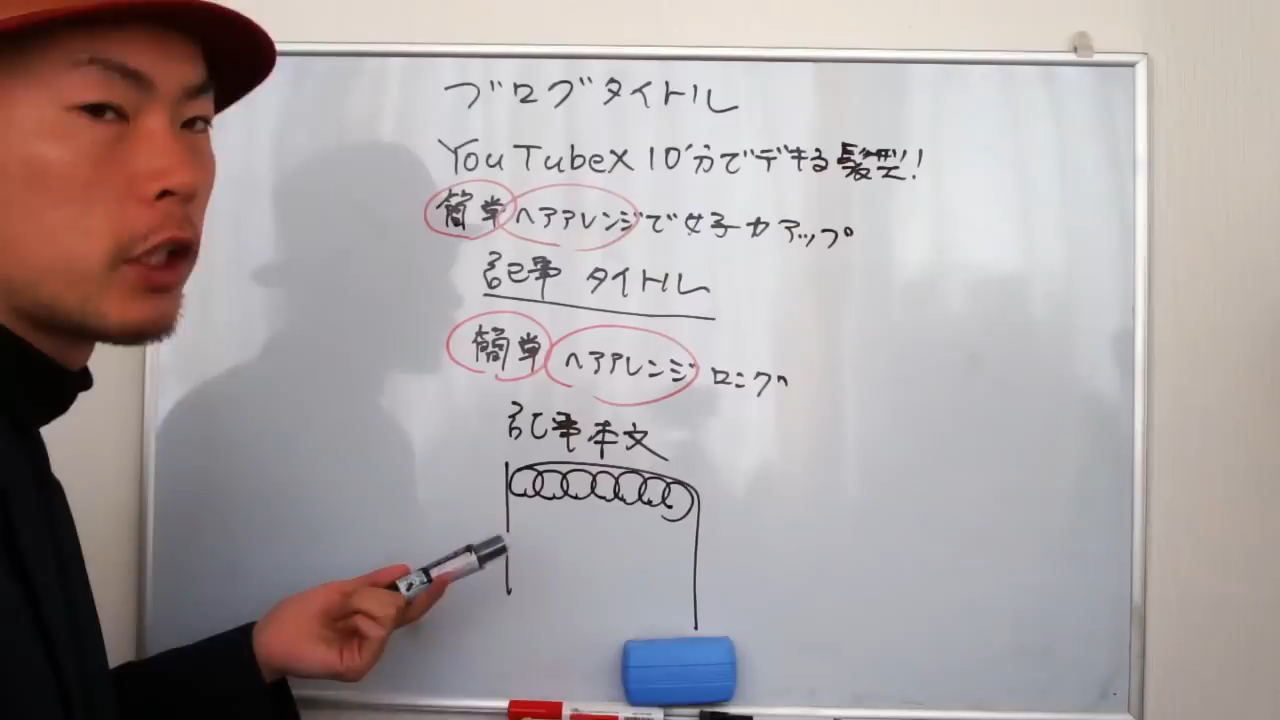 ブログタイトル
YouTube×10分でデキる髪型!
簡単ヘアアレンジで女子力アップ
記事タイトル
簡単ヘアアレンジロング
記事本文